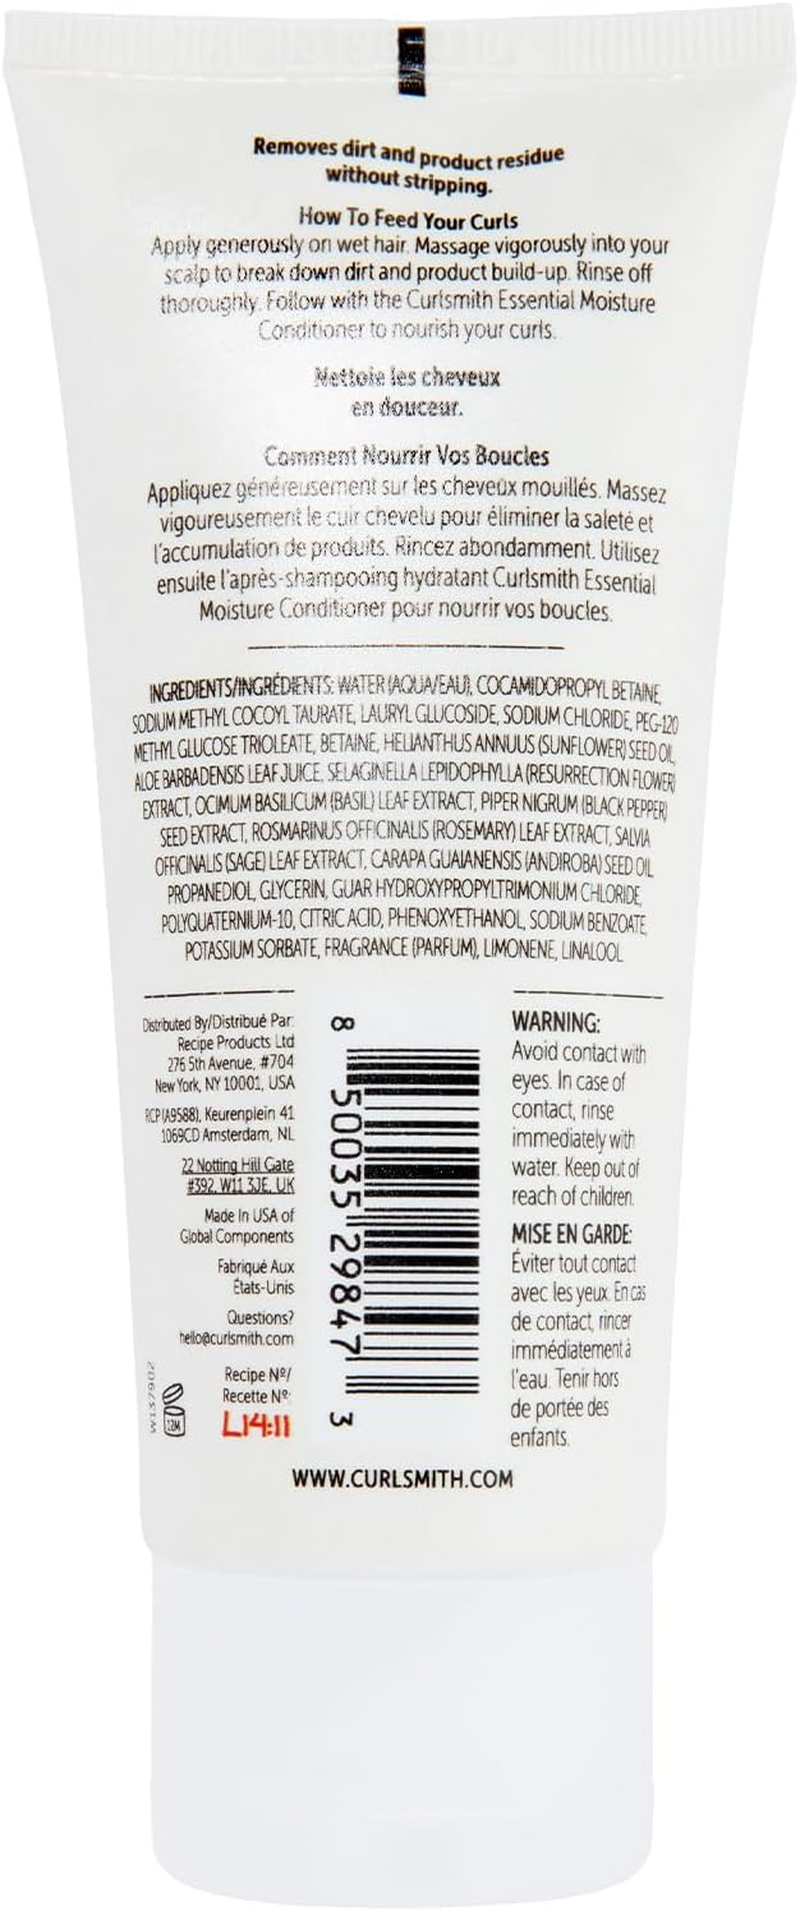 Removes dirt and product residue
without stripping.
How To Feed Your Curls
Apply generously on wet hair. Massage vigorously into your
scalp to break down dirt and product build-up. Rinse off
thoroughly. Follow with the Curlsmith Essential Moisture
Conditioner to nourish your curls.
Nettoie les cheveux
en douceur.
Comment Nourrir Vos Boucles
Appliquez généreusement sur les cheveux mouillés. Massez
vigoureusement le cuir chevelu pour éliminer la saleté et
l'accumulation de produits. Rincez abondamment. Utilisez
ensuite l'après-shampooing hydratant Curlsmith Essential
Moisture Conditioner pour nourrir vos boucles.
INGREDIENTS/INGRÉDIENTS: WATER (AQUA/EAU), COCAMIDOPROPYL BETAINE,
SODIUM METHYL COCOYL TAURATE, LAURYL GLUCOSIDE, SODIUM CHLORIDE, PEG-120
METHYL GLUCOSE TRIOLEATE, BETAINE, HELIANTHUS ANNUUS (SUNFLOWER) SEED OIL,
ALOE BARBADENSIS LEAF JUICE, SELAGINELLA LEPIDOPHYLLA (RESURRECTION FLOWER)
EXTRACT, OCIMUM BASILICUM (BASIL) LEAF EXTRACT, PIPER NIGRUM (BLACK PEPPER)
SEED EXTRACT, ROSMARINUS OFFICINALIS (ROSEMARY) LEAF EXTRACT, SALVIA
OFFICINALIS (SAGE) LEAF EXTRACT, CARAPA GUAIANENSIS (ANDIROBA) SEED OIL,
PROPANEDIOL, GLYCERIN, GUAR HYDROXYPROPYLTRIMONIUM CHLORIDE,
POLYQUATERNIUM-10, CITRIC ACID, PHENOXYETHANOL, SODIUM BENZOATE,
POTASSIUM SORBATE, FRAGRANCE (PARFUM), LIMONENE, LINALOOL
Distributed By/Distribué Par:
Recipe Products Ltd
276 5th Avenue, #704
New York, NY 10001, USA
RCP (A9588), Keurenplein 41
1069CD Amsterdam, NL
22 Notting Hill Gate
#392, W11 3JE, UK
Made In USA of
Global Components
Fabriqué Aux
États-Unis
Questions?
hello@curlsmith.com
Recipe Nº/
Recette Nº:
L14:11
W137902
12M
8 50035 29847 3
WARNING:
Avoid contact with
eyes. In case of
contact, rinse
immediately with
water. Keep out of
reach of children.
MISE EN GARDE:
Éviter tout contact
avec les yeux. En cas
de contact, rincer
immédiatement à
l'eau. Tenir hors
de portée des
enfants.
WWW.CURLSMITH.COM